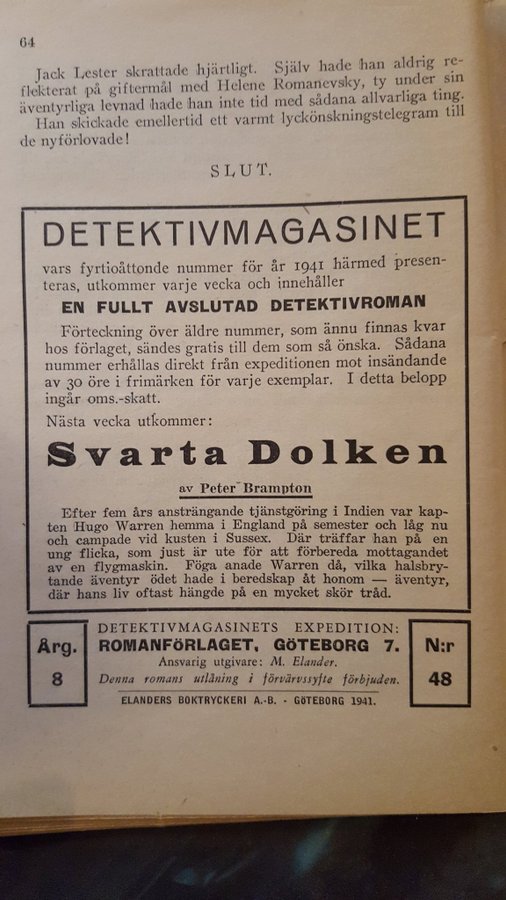 64
Jack Lester skrattade hjärtligt. Själv hade han aldrig re-
flekterat på giftermål med Helene Romanevsky, ty under sin
äventyrliga levnad hade han inte tid med sådana allvarliga ting.
Han skickade emellertid ett varmt lyckönskningstelegram till
de nyförlovade!
SLUT.
DETEKTIVMAGASINET
vars fyrtioåttonde nummer för år 1941 härmed presen-
teras, utkommer varje vecka och innehåller
EN FULLT AVSLUTAD DETEKTIVROMAN
Förteckning över äldre nummer, som ännu finnas kvar
hos förlaget, sändes gratis till dem som så önska. Sådana
nummer erhållas direkt från expeditionen mot insändande
av 30 öre i frimärken för varje exemplar. I detta belopp
ingår oms.-skatt.
Nästa vecka utkommer:
Svarta Dolken
av Peter Brampton
Efter fem års ansträngande tjänstgöring i Indien var kap-
ten Hugo Warren hemma i England på semester och låg nu
och campade vid kusten i Sussex. Där träffar han på en
ung flicka, som just är ute för att förbereda mottagandet
av en flygmaskin. Föga anade Warren då, vilka halsbry-
tande äventyr ödet hade i beredskap åt honom — äventyr,
där hans liv oftast hängde på en mycket skör tråd.
Årg.
8
DETEKTIVMAGASINETS EXPEDITION:
ROMANFÖRLAGET, GÖTEBORG 7.
Ansvarig utgivare: M. Elander.
Denna romans utlåning i förvärvssyfte förbjuden.
ELANDERS BOKTRYCKERI A.-B. - GÖTEBORG 1941.
N:r
48